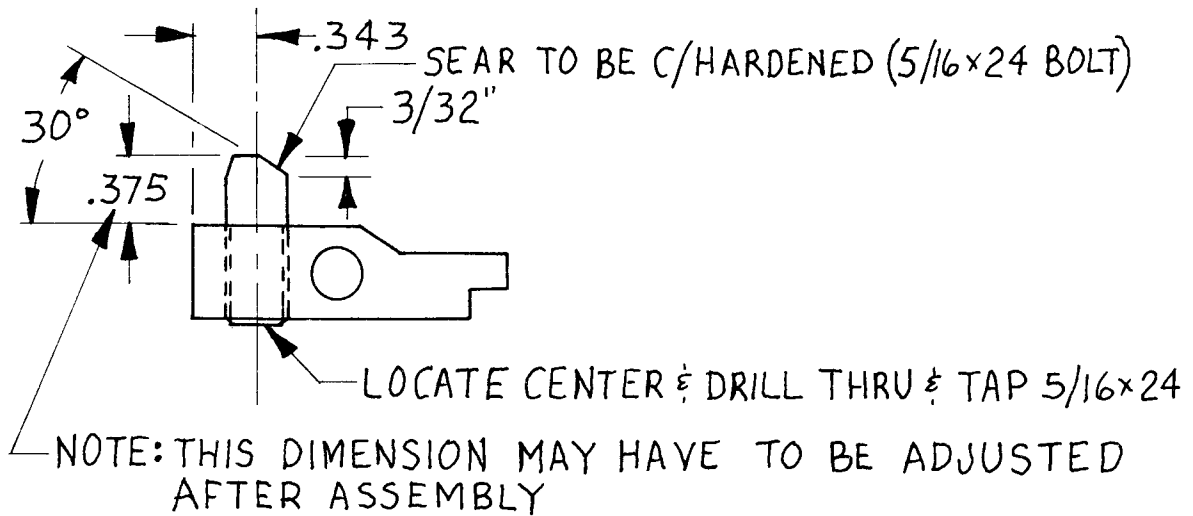 .343
SEAR TO BE C/HARDENED (5/16×24 BOLT)
3/32"
30°
.375
LOCATE CENTER & DRILL THRU & TAP 5/16×24
NOTE: THIS DIMENSION MAY HAVE TO BE ADJUSTED
AFTER ASSEMBLY